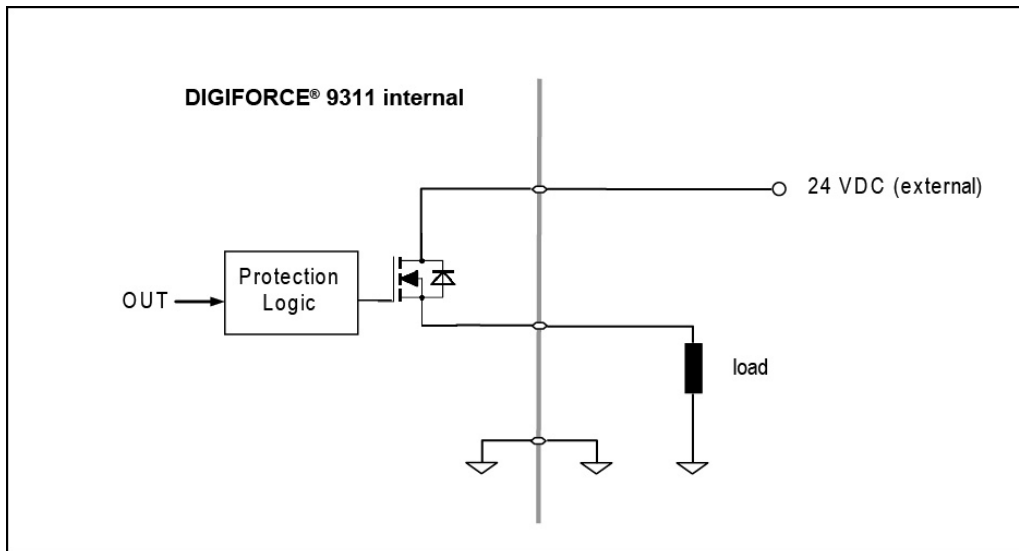 DIGIFORCE® 9311 internal
24 VDC (external)
Protection
Logic
OUT
load